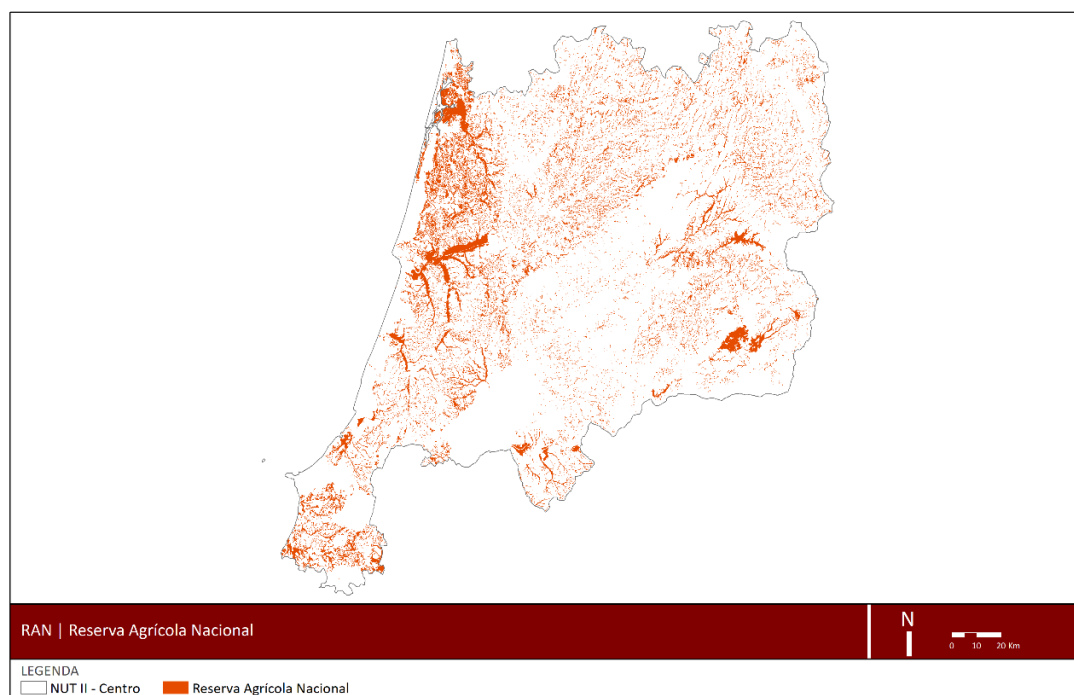 RAN | Reserva Agrícola Nacional
N
0 10 20 Km
LEGENDA
NUT II - Centro Reserva Agrícola Nacional